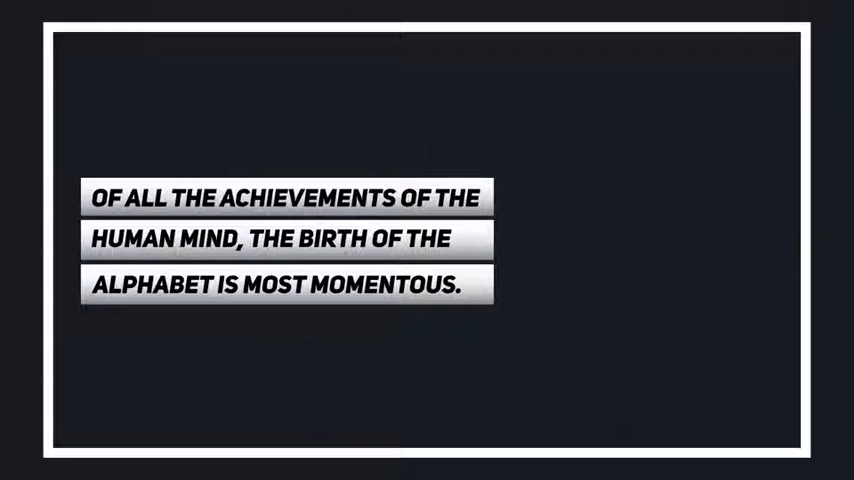 OF ALL THE ACHIEVEMENTS OF THE
HUMAN MIND, THE BIRTH OF THE
ALPHABET IS MOST MOMENTOUS.